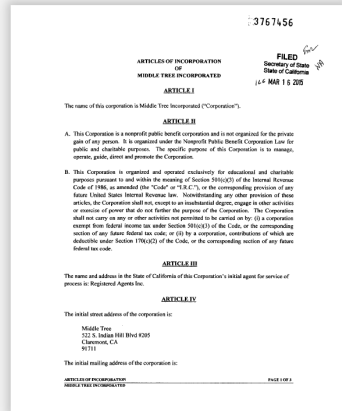 3767456
FILED
Secretary of State
State of California
MAR 16 2015
ARTICLES OF INCORPORATION
OF
MIDDLE TREE INCORPORATED
ARTICLE I
The name of this corporation is Middle Tree Incorporated ("Corporation").
ARTICLE II
A. This Corporation is a nonprofit public benefit corporation and is not organized for the private
gain of any person. It is organized under the Nonprofit Public Benefit Corporation Law for
public and charitable purposes. The specific purpose of this Corporation is to manage,
operate, guide, direct and promote the Corporation.
B. This Corporation is organized and operated exclusively for educational and charitable
purposes pursuant to and within the meaning of Section 501(c)(3) of the Internal Revenue
Code of 1986, as amended (the "Code" or "I.R.C."), or the corresponding provision of any
future United States Internal Revenue law. Notwithstanding any other provision of these
articles, the Corporation shall not, except to an insubstantial degree, engage in other activities
or exercise of power that do not further the purpose of the Corporation. The Corporation
shall not carry on any or other activities not permitted to be carried on by: (i) a corporation
exempt from federal income tax under Section 501(c)(3) of the Code, or the corresponding
section of any future federal tax code; or (ii) by a corporation, contributions of which are
deductible under Section 170(c)(2) of the Code, or the corresponding section of any future
federal tax code.
ARTICLE III
The name and address in the State of California of this Corporation's initial agent for service of
process is: Registered Agents Inc.
ARTICLE IV
The initial street address of the corporation is:
Middle Tree
522 S. Indian Hill Blvd #205
Claremont, CA
91711
The initial mailing address of the corporation is:
ARTICLES OF INCORPORATION
PAGE 1 OF
MIDDLE TREE INCORPORATED